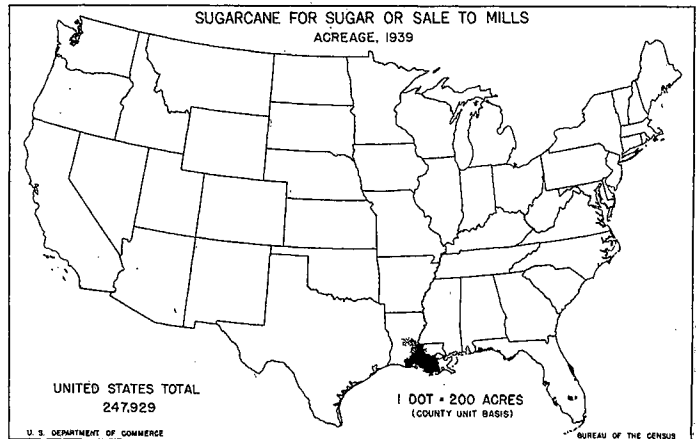 SUGARCANE FOR SUGAR OR SALE TO MILLS
ACREAGE, 1939
UNITED STATES TOTAL
247,929
1 DOT = 200 ACRES
(COUNTY UNIT BASIS)
U. S. DEPARTMENT OF COMMERCE
BUREAU OF THE CENSUS